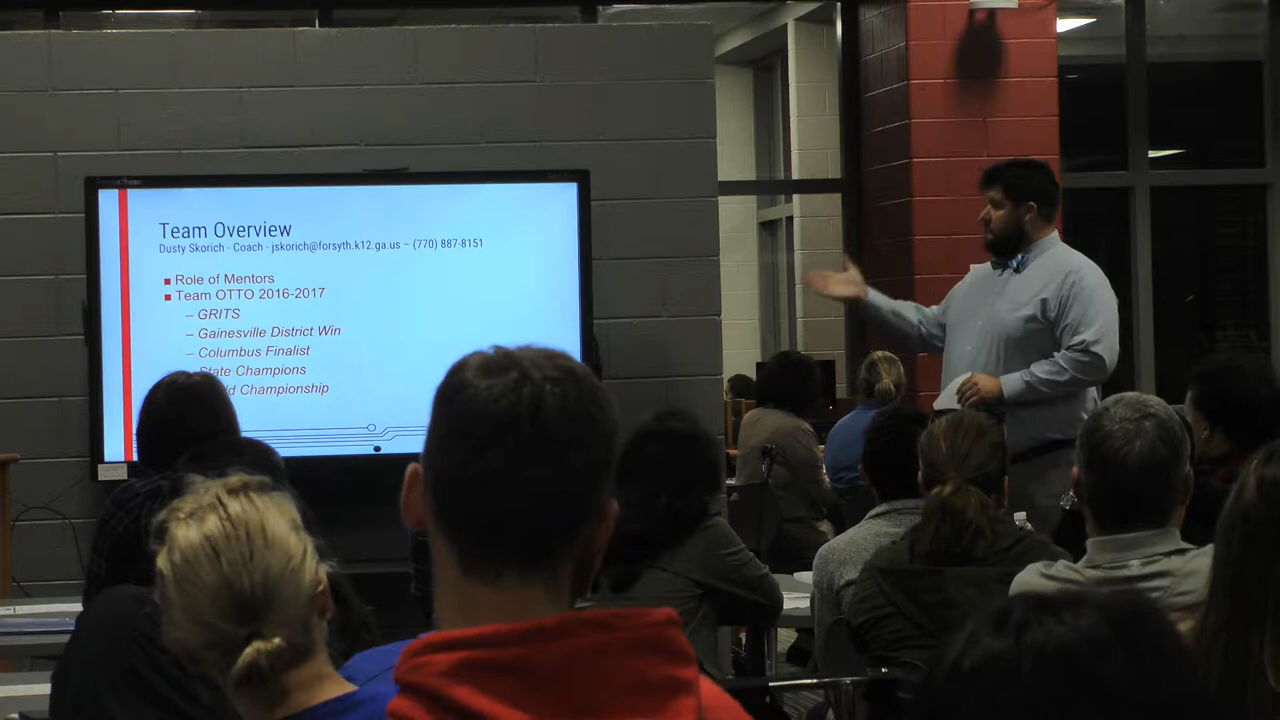 Team Overview
Dusty Skorich - Coach - jskorich@forsyth.k12.ga.us – (770) 887-8151
Role of Mentors
Team OTTO 2016-2017
– GRITS
– Gainesville District Win
– Columbus Finalist
State Champions
Championship